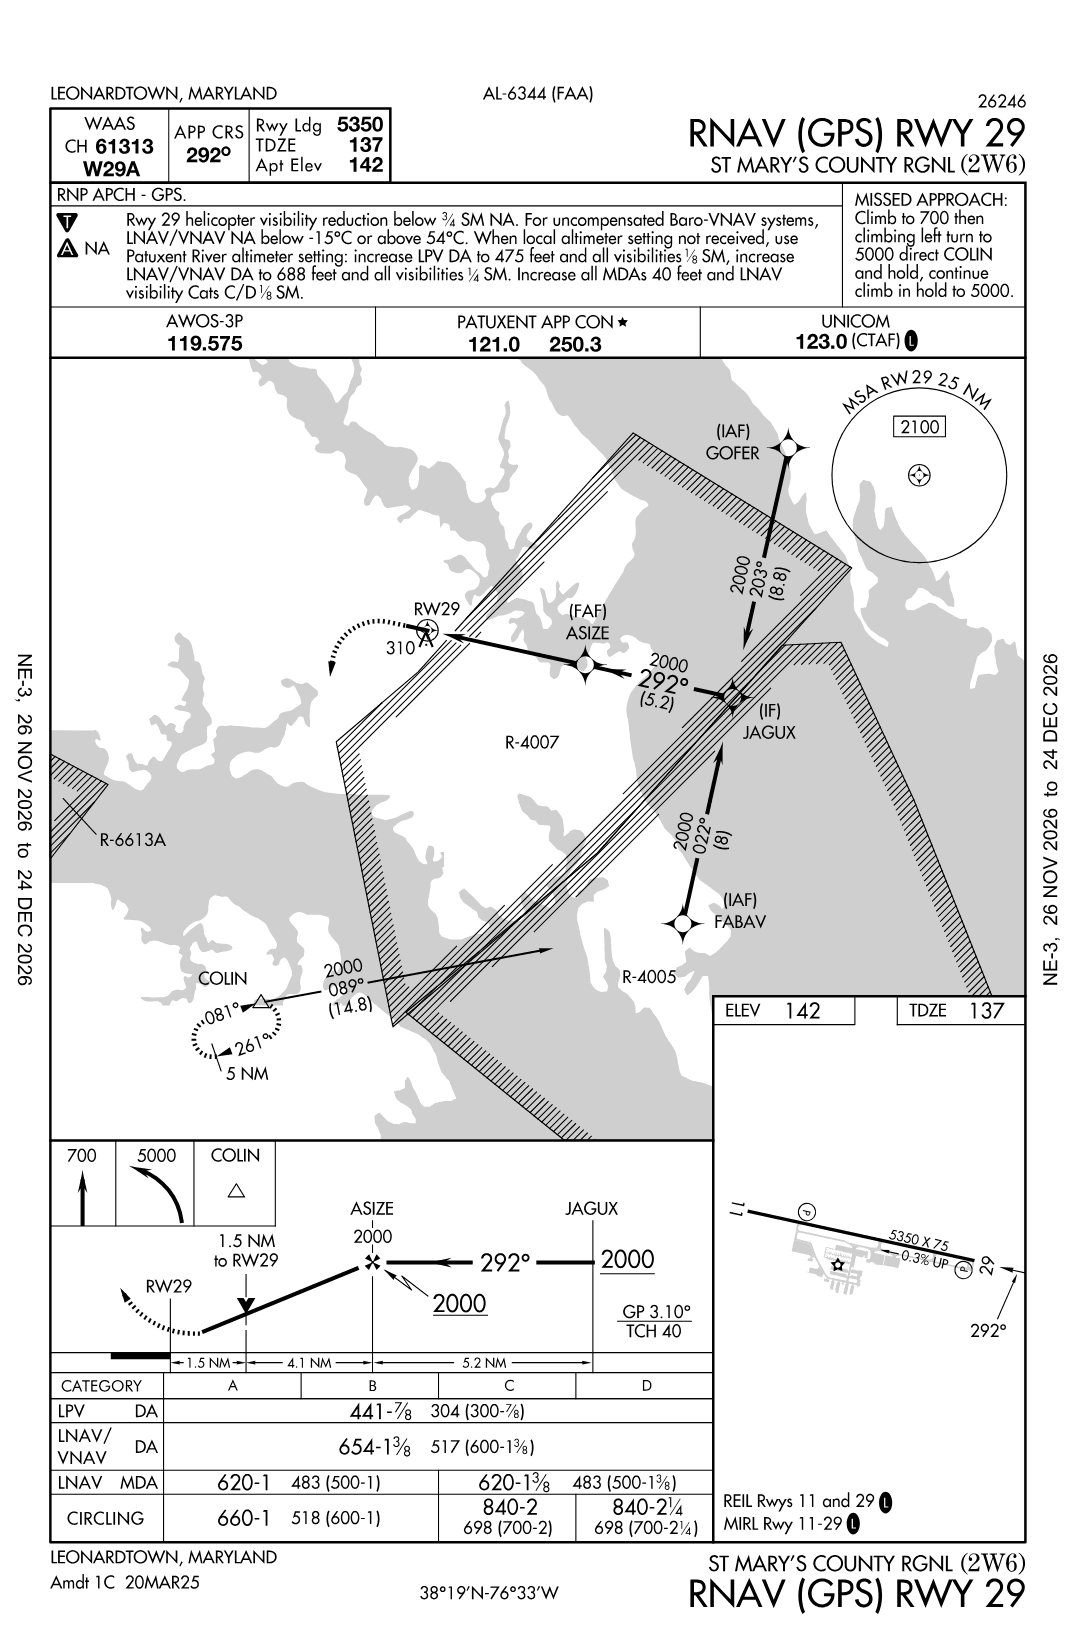 LEONARDTOWN, MARYLAND
AL-6344 (FAA)
26246
WAAS
CH 61313
W29A
APP CRS
292°
Rwy Ldg 5350
TDZE 137
Apt Elev 142
RNAV (GPS) RWY 29
ST MARY'S COUNTY RGNL (2W6)
RNP APCH - GPS.
T
A NA
Rwy 29 helicopter visibility reduction below ¾ SM NA. For uncompensated Baro-VNAV systems,
LNAV/VNAV NA below -15°C or above 54°C. When local altimeter setting not received, use
Patuxent River altimeter setting: increase LPV DA to 475 feet and all visibilities ⅛ SM, increase
LNAV/VNAV DA to 688 feet and all visibilities ¼ SM. Increase all MDAs 40 feet and LNAV
visibility Cats C/D ⅛ SM.
MISSED APPROACH:
Climb to 700 then
climbing left turn to
5000 direct COLIN
and hold, continue
climb in hold to 5000.
AWOS-3P
119.575
PATUXENT APP CON ★
121.0 250.3
UNICOM
123.0 (CTAF) L
MSA RW29 25 NM
2100
(IAF)
GOFER
2000
203°
(8.8)
RW29
310
(FAF)
ASIZE
2000
292°
(5.2)
(IF)
JAGUX
R-4007
R-6613A
2000
022°
(8)
(IAF)
FABAV
R-4005
COLIN
2000
089°
(14.8)
081°
261°
5 NM
NE-3, 26 NOV 2026 to 24 DEC 2026
NE-3, 26 NOV 2026 to 24 DEC 2026
ELEV 142
TDZE 137
11
P
5350 X 75
0.3% UP
P
29
292°
REIL Rwys 11 and 29 L
MIRL Rwy 11-29 L
700
5000
COLIN
ASIZE
2000
JAGUX
1.5 NM
to RW29
RW29
292°
2000
2000
GP 3.10°
TCH 40
1.5 NM
4.1 NM
5.2 NM
CATEGORY A B C D
LPV DA 441-⅞ 304 (300-⅞)
LNAV/
VNAV DA 654-1⅜ 517 (600-1⅜)
LNAV MDA 620-1 483 (500-1) 620-1⅜ 483 (500-1⅜)
CIRCLING 660-1 518 (600-1) 840-2 698 (700-2) 840-2¼ 698 (700-2¼)
LEONARDTOWN, MARYLAND
Amdt 1C 20MAR25
38°19'N-76°33'W
ST MARY'S COUNTY RGNL (2W6)
RNAV (GPS) RWY 29